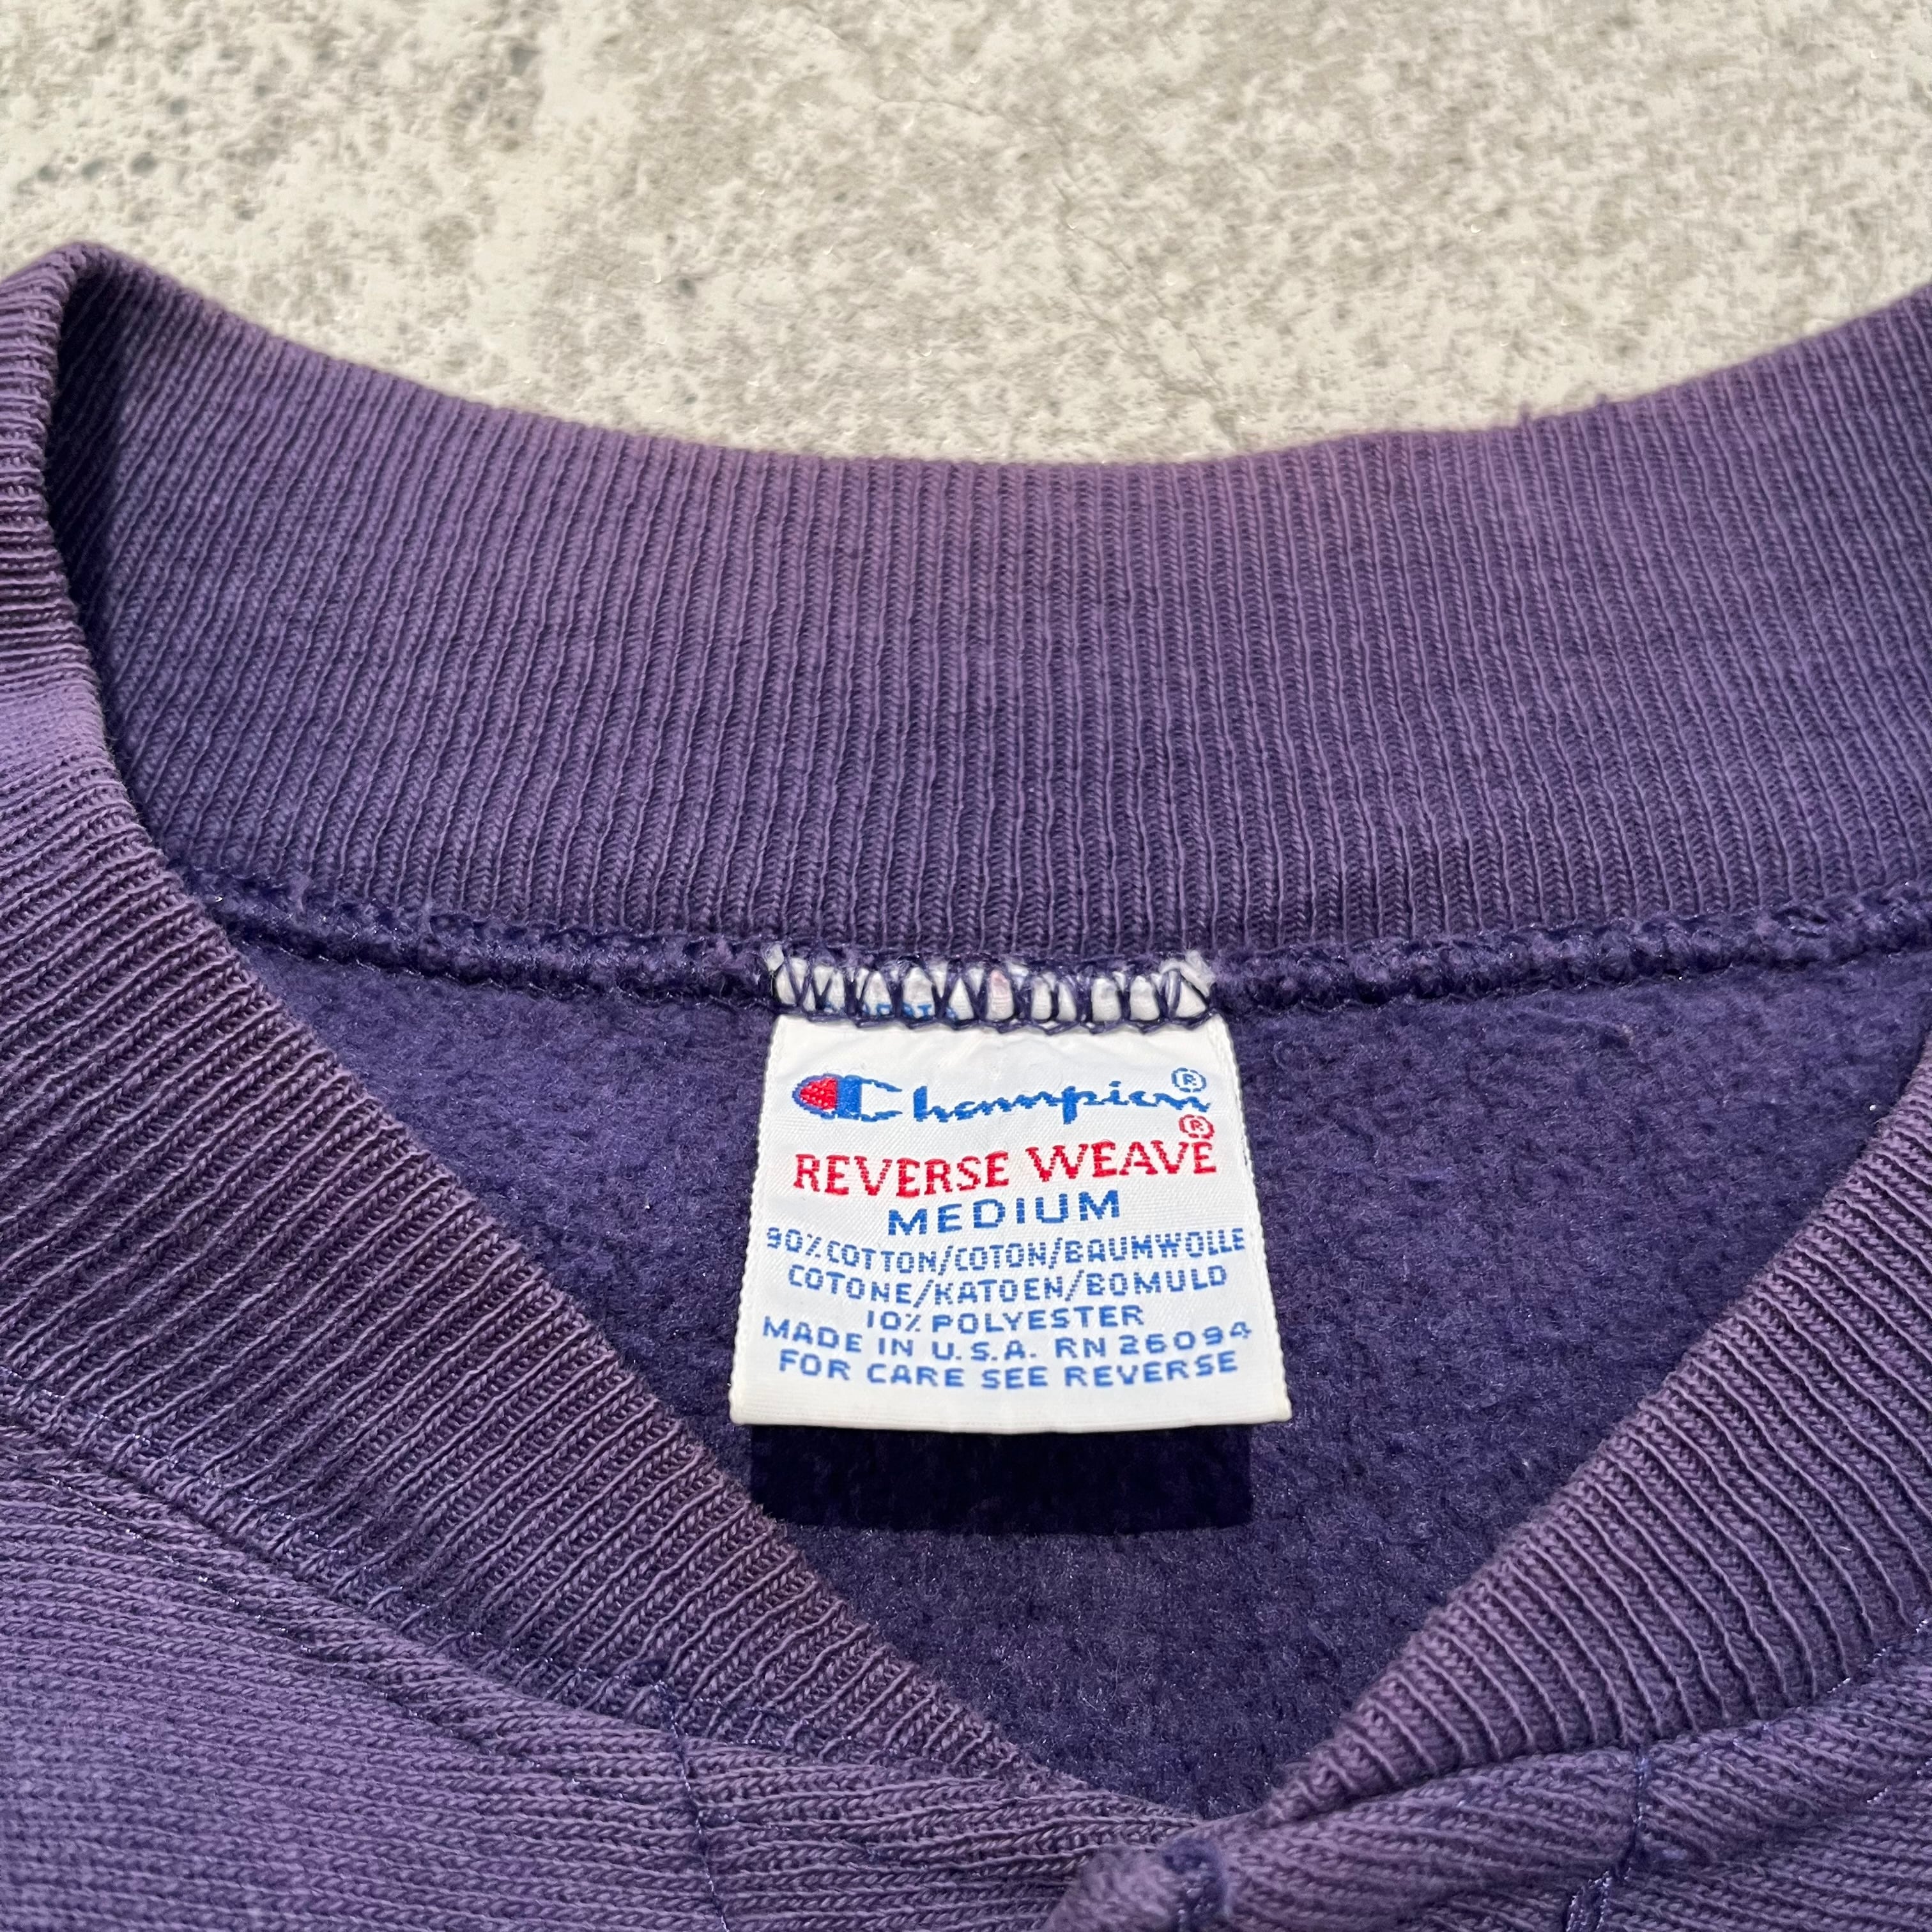 Champion®
REVERSE WEAVE®
MEDIUM
90% COTTON/COTON/BAUMWOLLE
COTONE/KATOEN/BOMULD
10% POLYESTER
MADE IN U.S.A. RN 26094
FOR CARE SEE REVERSE